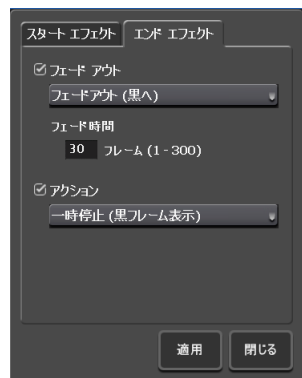 スタート エフェクト エンド エフェクト
フェード アウト
フェードアウト (黒へ)
フェード時間
30 フレーム (1 - 300)
アクション
一時停止 (黒フレーム表示)
適用 閉じる